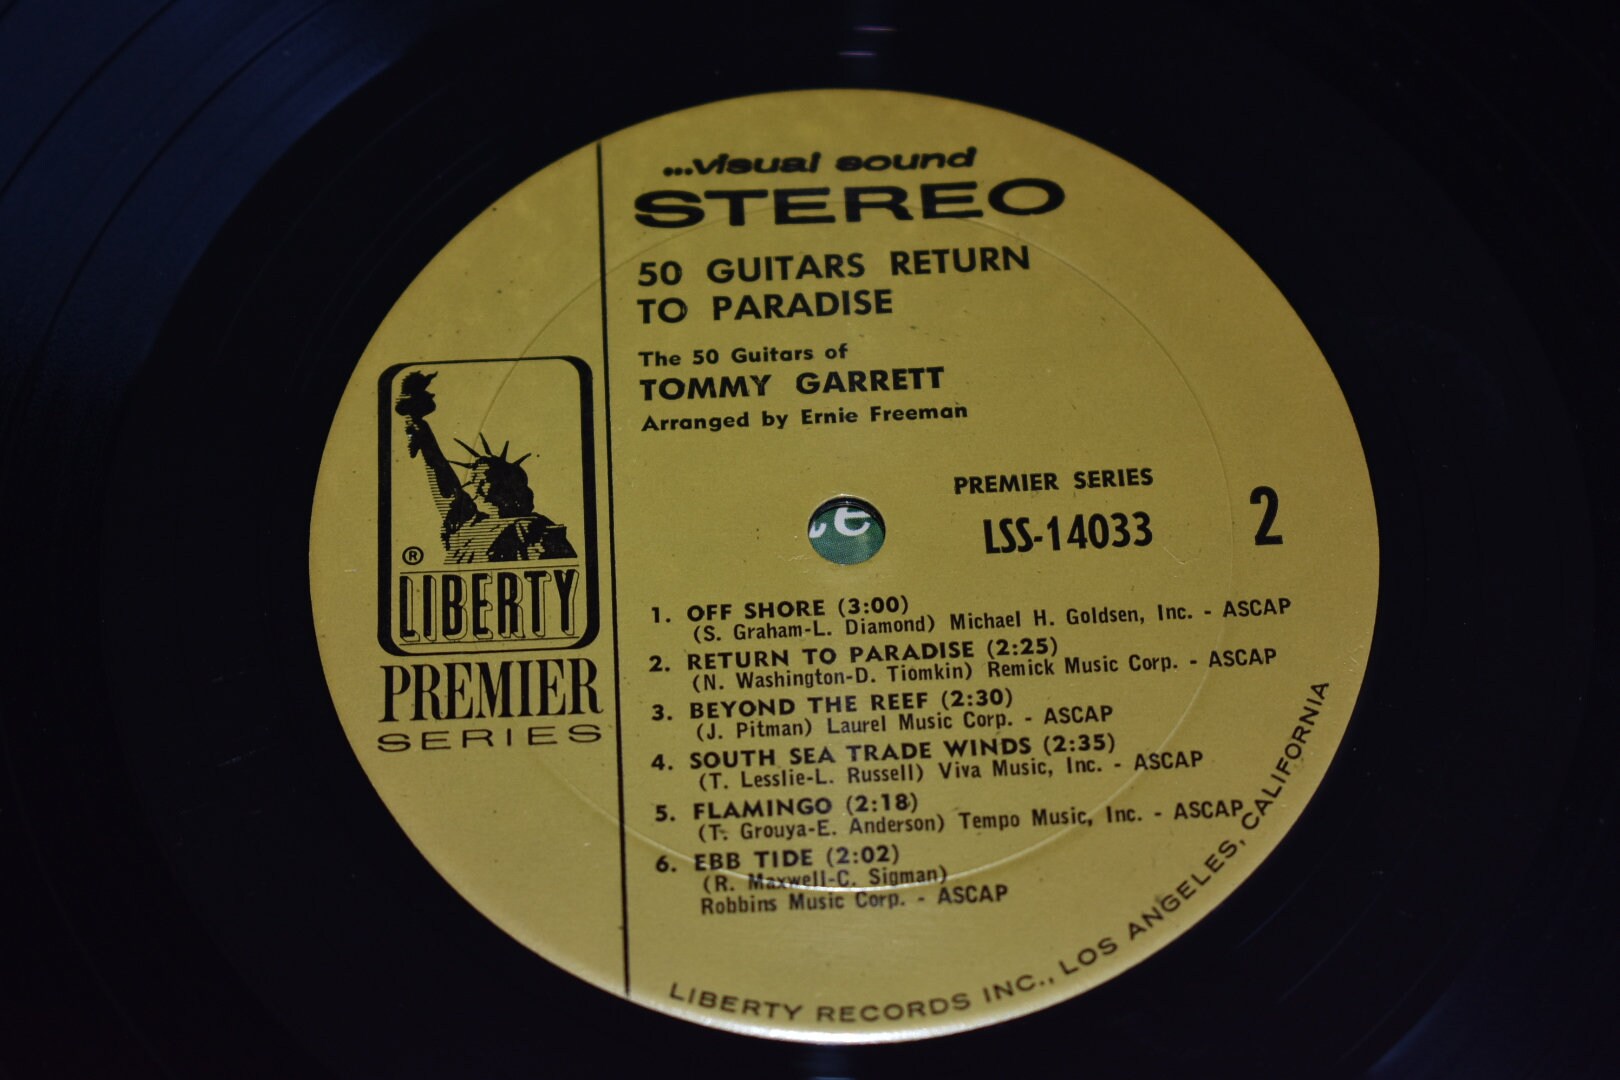 ...visual sound
STEREO
50 GUITARS RETURN
TO PARADISE
The 50 Guitars of
TOMMY GARRETT
Arranged by Ernie Freeman
PREMIER SERIES
LSS-14033
2
®
LIBERTY
PREMIER
SERIES
1. OFF SHORE (3:00)
(S. Graham-L. Diamond) Michael H. Goldsen, Inc. - ASCAP
2. RETURN TO PARADISE (2:25)
(N. Washington-D. Tiomkin) Remick Music Corp. - ASCAP
3. BEYOND THE REEF (2:30)
(J. Pitman) Laurel Music Corp. - ASCAP
4. SOUTH SEA TRADE WINDS (2:35)
(T. Lesslie-L. Russell) Viva Music, Inc. - ASCAP
5. FLAMINGO (2:18)
(T. Grouya-E. Anderson) Tempo Music, Inc. - ASCAP
6. EBB TIDE (2:02)
(R. Maxwell-C. Sigman)
Robbins Music Corp. - ASCAP
LIBERTY RECORDS INC., LOS ANGELES, CALIFORNIA